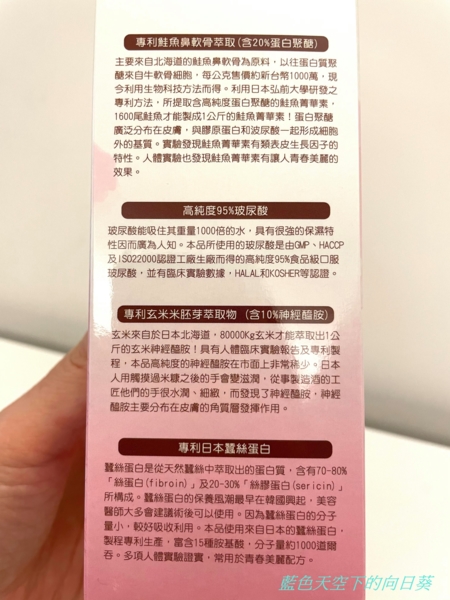 專利鮭魚鼻軟骨萃取(含20%蛋白聚醣)
主要來自北海道的鮭魚鼻軟骨為原料，以往蛋白質聚
醣來自牛軟骨細胞，每公克售價約新台幣1000萬，現
今利用生物科技方法而得。利用日本弘前大學研發之
專利方法，所提取含高純度蛋白聚醣的鮭魚菁華素，
1600尾鮭魚才能製成1公斤的鮭魚菁華素！蛋白聚醣
廣泛分布在皮膚，與膠原蛋白和波尿酸一起形成細胞
外的基質。實驗發現鮭魚菁華素有類表皮生長因子的
特性。人體實驗也發現鮭魚菁華素有讓人青春美麗的
效果。
高純度95%玻尿酸
玻尿酸能吸住其重量1000倍的水，具有很強的保濕特
性因而廣為人知。本品所使用的玻尿酸是由GMP、HACCP
及ISO22000認證工廠生廠而得的高純度95%食品級口服
玻尿酸，並有臨床實驗數據，HALAL和KOSHER等認證。
專利玄米米胚芽萃取物 (含10%神經醯胺)
玄米來自於日本北海道，80000Kg玄米才能萃取出1公
斤的玄米神經醯胺！具有人體臨床實驗報告及專利製
程，本品高純度的神經醯胺在市面上非常稀少。日本
人用觸摸過米糠之後的手會變滋潤，從事製造酒的工
匠他們的手很水潤、細緻，而發現了神經醯胺，神經
醯胺主要分布在皮膚的角質層發揮作用。
專利日本蠶絲蛋白
蠶絲蛋白是從天然蠶絲中萃取出的蛋白質，含有70-80%
「絲蛋白(fibroin)」及20-30%「絲膠蛋白(sericin)」
所構成。蠶絲蛋白的保養風潮最早在韓國興起，美容
醫師大多會建議術後可以使用。因為蠶絲蛋白的分子
量小，較好吸收利用。本品使用來自日本的蠶絲蛋白，
製程專利生產，富含15種胺基酸，分子量約1000道爾
吞。多項人體實驗證實，常用於青春美麗配方。
藍色天空下的向日葵